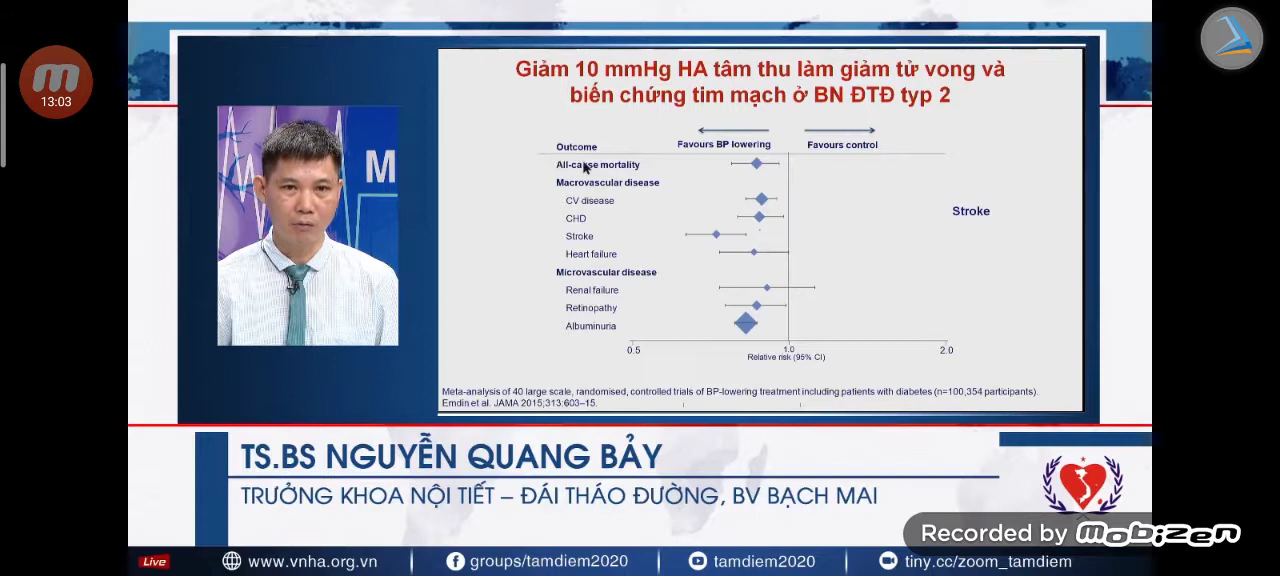 13:03
M
Giảm 10 mmHg HA tâm thu làm giảm tử vong và
biến chứng tim mạch ở BN ĐTĐ typ 2
Outcome
Favours BP lowering
Favours control
All-cause mortality
Macrovascular disease
CV disease
CHD
Stroke
Heart failure
Microvascular disease
Renal failure
Retinopathy
Albuminuria
Stroke
0.5
1.0
2.0
Relative risk (95% CI)
Meta-analysis of 40 large scale, randomised, controlled trials of BP-lowering treatment including patients with diabetes (n=100,354 participants).
Emdin et al. JAMA 2015;313:603–15.
TS.BS NGUYỄN QUANG BẢY
TRƯỞNG KHOA NỘI TIẾT – ĐÁI THÁO ĐƯỜNG, BV BẠCH MAI
Recorded by mobizen
Live
www.vnha.org.vn
groups/tamdiem2020
tamdiem2020
tiny.cc/zoom_tamdiem